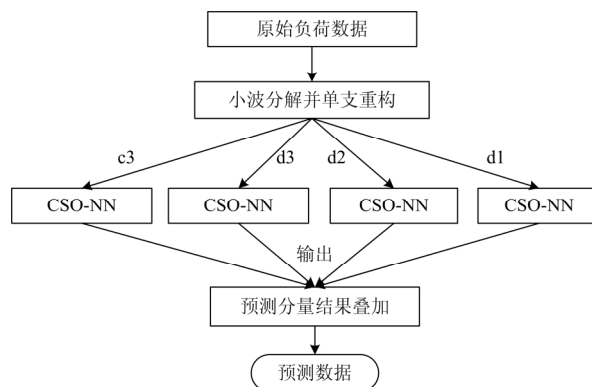 原始负荷数据
小波分解并单支重构
c3 d3 d2 d1
CSO-NN CSO-NN CSO-NN CSO-NN
输出
预测分量结果叠加
预测数据